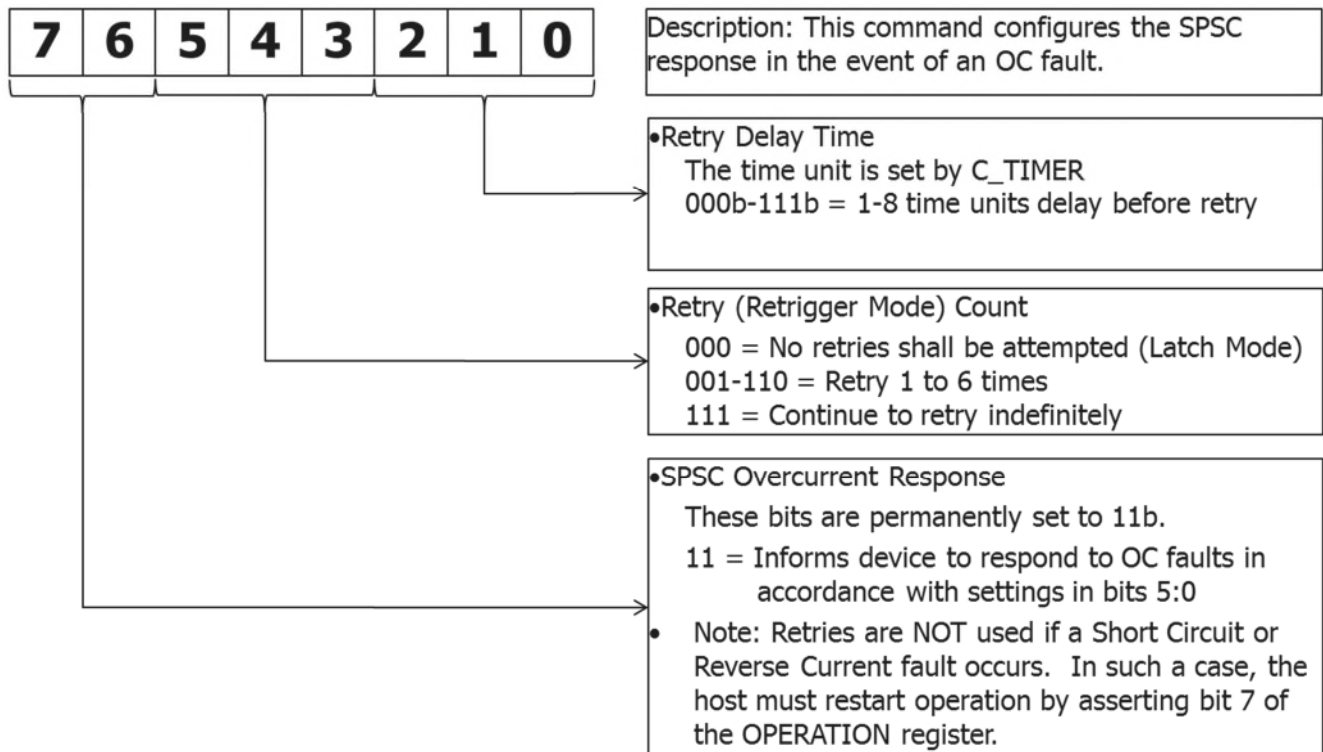 7 6 5 4 3 2 1 0
Description: This command configures the SPSC
response in the event of an OC fault.
•Retry Delay Time
The time unit is set by C_TIMER
000b-111b = 1-8 time units delay before retry
•Retry (Retrigger Mode) Count
000 = No retries shall be attempted (Latch Mode)
001-110 = Retry 1 to 6 times
111 = Continue to retry indefinitely
•SPSC Overcurrent Response
These bits are permanently set to 11b.
11 = Informs device to respond to OC faults in
accordance with settings in bits 5:0
• Note: Retries are NOT used if a Short Circuit or
Reverse Current fault occurs. In such a case, the
host must restart operation by asserting bit 7 of
the OPERATION register.